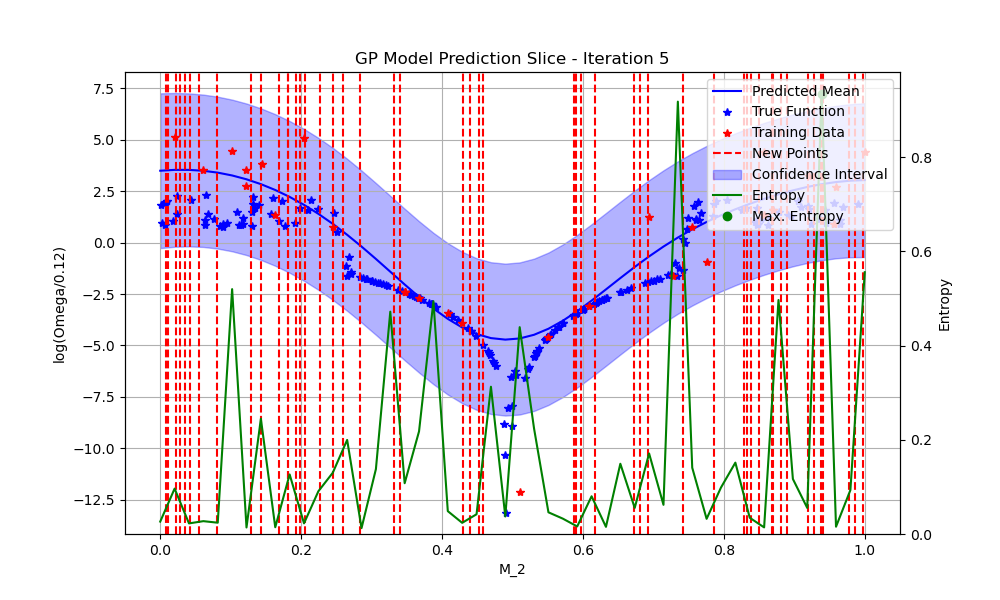 GP Model Prediction Slice - Iteration 5
Predicted Mean
True Function
Training Data
New Points
Confidence Interval
Entropy
Max. Entropy
7.5
5.0
2.5
0.0
−2.5
−5.0
−7.5
−10.0
−12.5
log(Omega/0.12)
0.8
0.6
0.4
0.2
0.0
Entropy
0.0
0.2
0.4
0.6
0.8
1.0
M_2